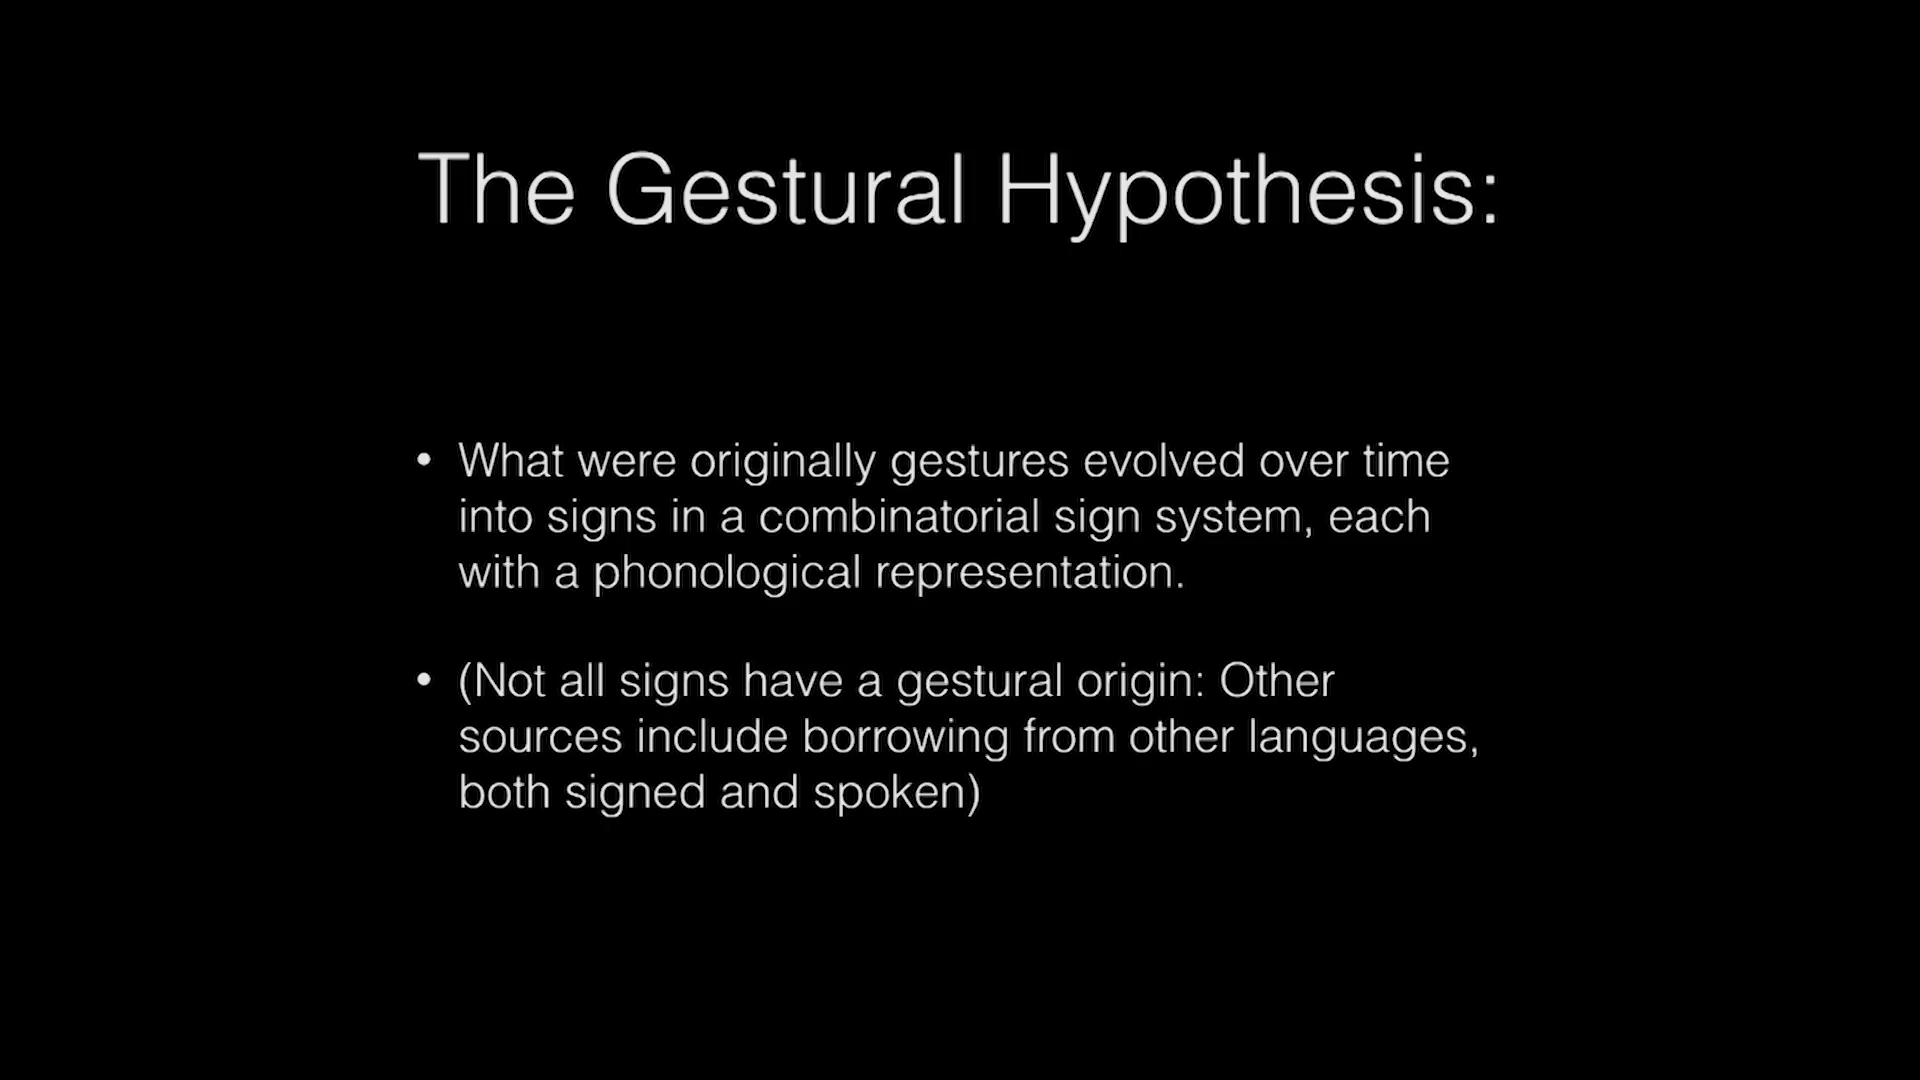 The Gestural Hypothesis:
• What were originally gestures evolved over time
into signs in a combinatorial sign system, each
with a phonological representation.
• (Not all signs have a gestural origin: Other
sources include borrowing from other languages,
both signed and spoken)